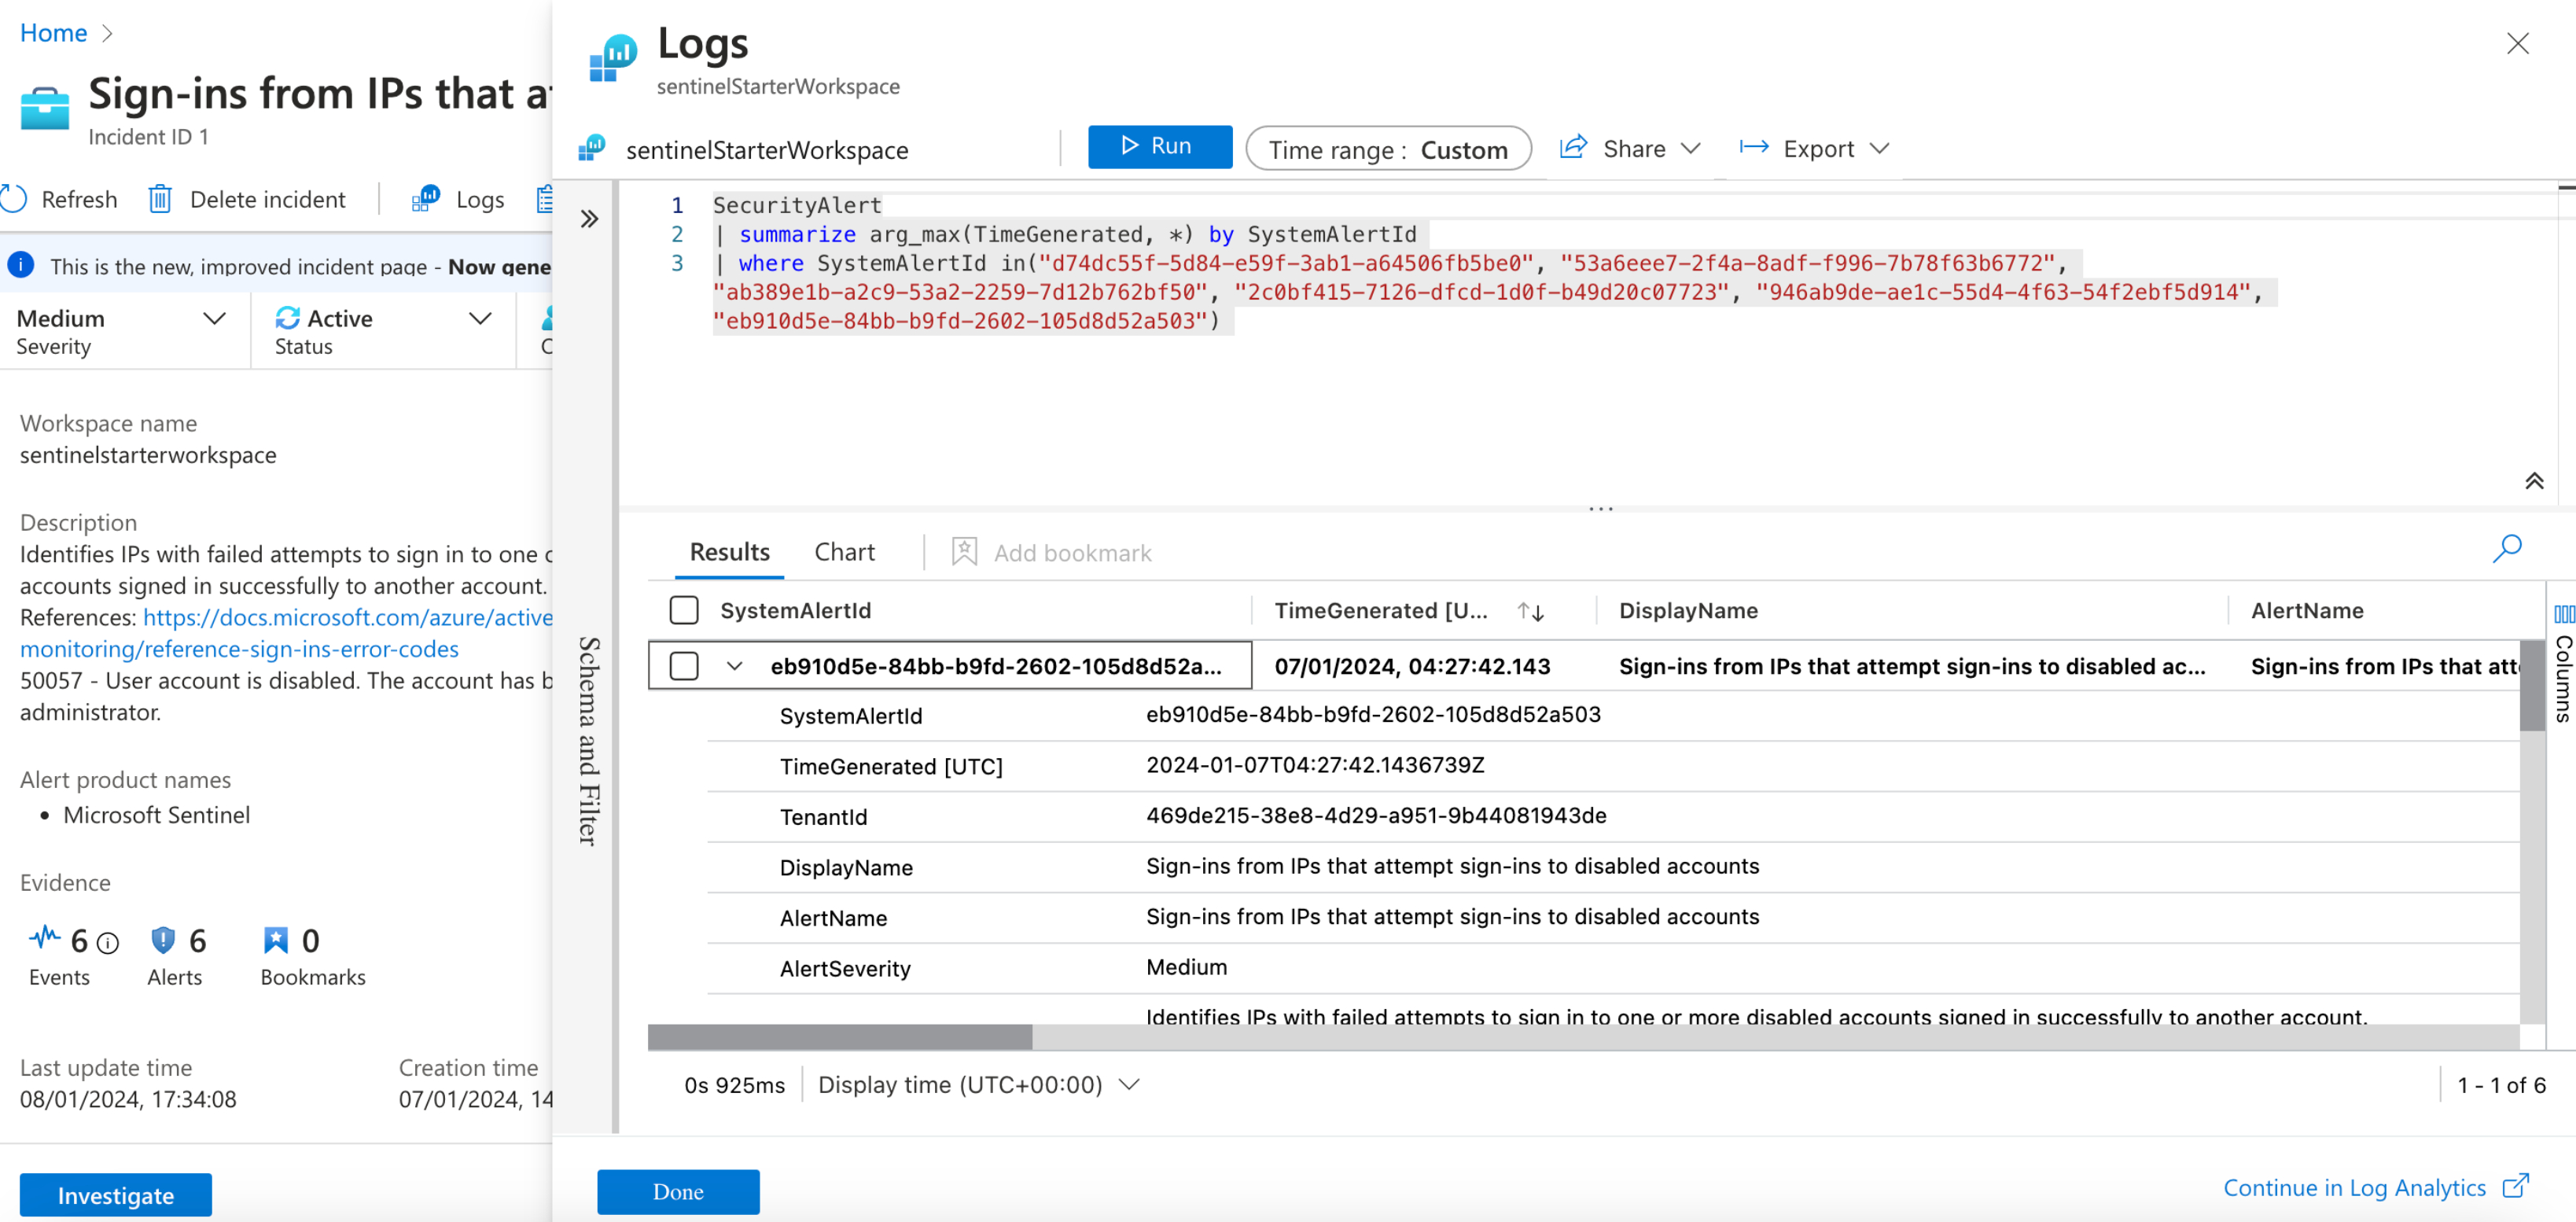 Home
Sign-ins from IPs that a
Incident ID 1
Refresh Delete incident Logs
This is the new, improved incident page - Now gene
Medium
Severity
Active
Status
Workspace name
sentinelstarterworkspace
Description
Identifies IPs with failed attempts to sign in to one
accounts signed in successfully to another account.
References: https://docs.microsoft.com/azure/active
monitoring/reference-sign-ins-error-codes
50057 - User account is disabled. The account has b
administrator.
Alert product names
• Microsoft Sentinel
Evidence
6 Events
6 Alerts
0 Bookmarks
Last update time
08/01/2024, 17:34:08
Creation time
07/01/2024, 14
Investigate
Logs
sentinelStarterWorkspace
sentinelStarterWorkspace Run Time range : Custom Share Export
Schema and Filter
1 SecurityAlert
2 | summarize arg_max(TimeGenerated, *) by SystemAlertId
3 | where SystemAlertId in("d74dc55f-5d84-e59f-3ab1-a64506fb5be0", "53a6eee7-2f4a-8adf-f996-7b78f63b6772",
"ab389e1b-a2c9-53a2-2259-7d12b762bf50", "2c0bf415-7126-dfcd-1d0f-b49d20c07723", "946ab9de-ae1c-55d4-4f63-54f2ebf5d914",
"eb910d5e-84bb-b9fd-2602-105d8d52a503")
Results Chart Add bookmark
SystemAlertId TimeGenerated [U... DisplayName AlertName
eb910d5e-84bb-b9fd-2602-105d8d52a... 07/01/2024, 04:27:42.143 Sign-ins from IPs that attempt sign-ins to disabled ac... Sign-ins from IPs that att
SystemAlertId eb910d5e-84bb-b9fd-2602-105d8d52a503
TimeGenerated [UTC] 2024-01-07T04:27:42.1436739Z
TenantId 469de215-38e8-4d29-a951-9b44081943de
DisplayName Sign-ins from IPs that attempt sign-ins to disabled accounts
AlertName Sign-ins from IPs that attempt sign-ins to disabled accounts
AlertSeverity Medium
Identifies IPs with failed attempts to sign in to one or more disabled accounts signed in successfully to another account.
Columns
0s 925ms Display time (UTC+00:00) 1 - 1 of 6
Done
Continue in Log Analytics